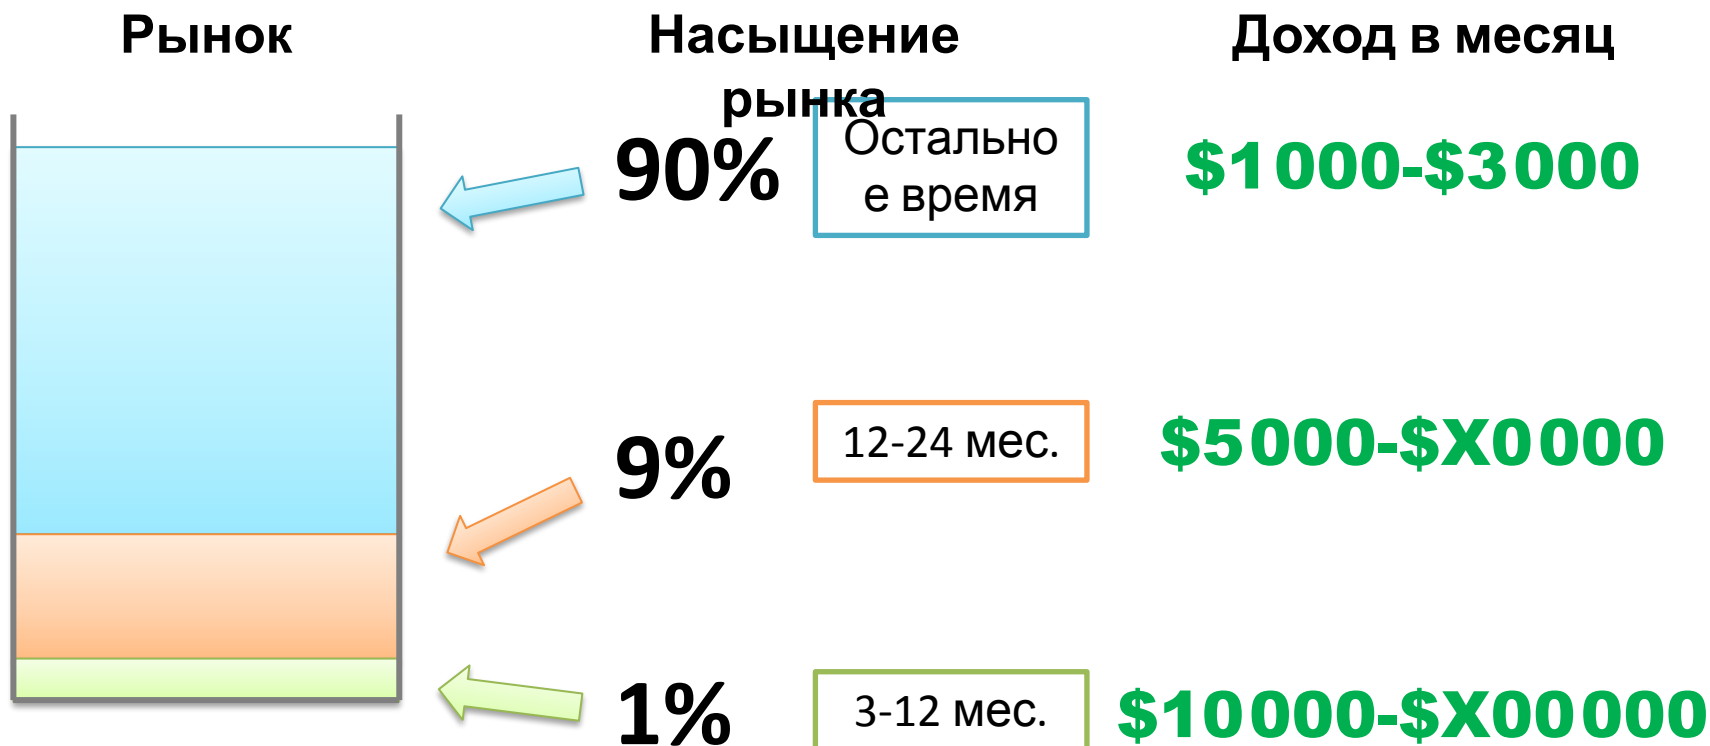 Рынок
Насыщение
рынка
Доход в месяц
90%
Остально
е время
$1000-$3000
9%
12-24 мес.
$5000-$X0000
1%
3-12 мес.
$10000-$X00000